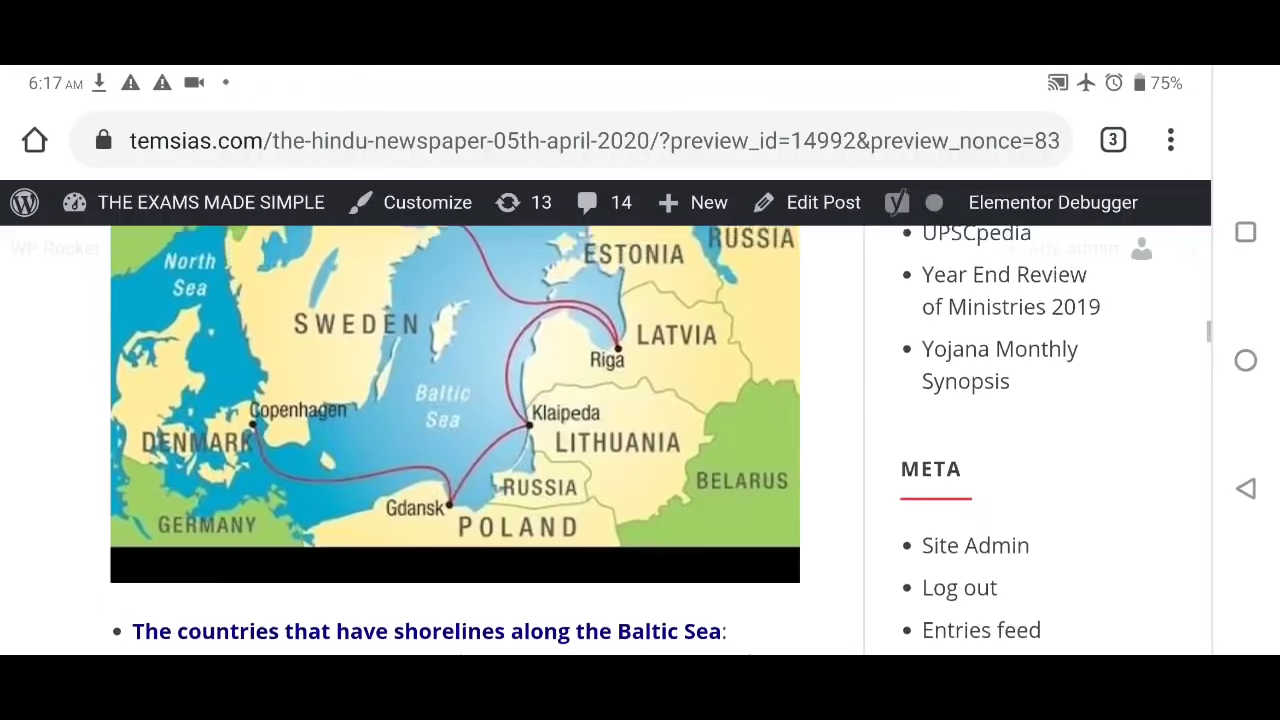 6:17 AM 75%
temsias.com/the-hindu-newspaper-05th-april-2020/?preview_id=14992&preview_nonce=83
3
THE EXAMS MADE SIMPLE Customize 13 14 New Edit Post Elementor Debugger
WP Rocket
UPSCpedia
Year End Review
of Ministries 2019
Yojana Monthly
Synopsis
META
Site Admin
Log out
Entries feed
North
Sea
SWEDEN
ESTONIA
RUSSIA
LATVIA
Riga
Baltic
Sea
Copenhagen
DENMARK
Klaipeda
LITHUANIA
RUSSIA
BELARUS
Gdansk
GERMANY
POLAND
The countries that have shorelines along the Baltic Sea: